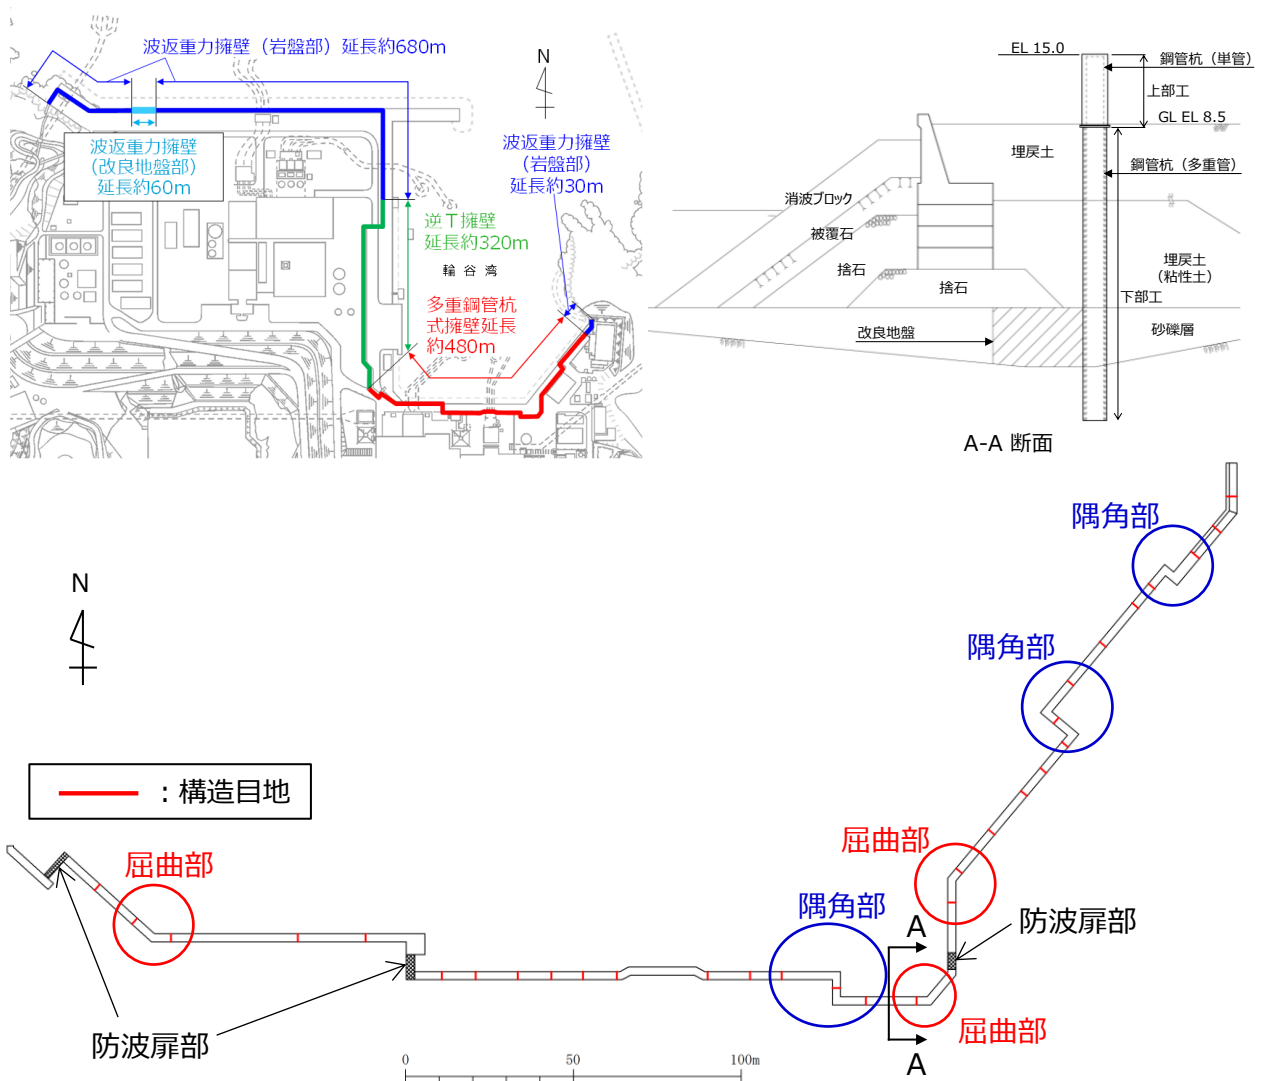 波返重力擁壁（岩盤部）延長約680m
N
波返重力擁壁
（改良地盤部）
延長約60m
波返重力擁壁
（岩盤部）
延長約30m
逆Ｔ擁壁
延長約320m
輪谷湾
多重鋼管杭
式擁壁延長
約480m
EL 15.0
鋼管杭（単管）
上部工
GL EL 8.5
埋戻土
鋼管杭（多重管）
消波ブロック
被覆石
捨石
捨石
埋戻土
（粘性土）
下部工
改良地盤
砂礫層
A-A 断面
隅角部
N
隅角部
：構造目地
屈曲部
屈曲部
隅角部
A
防波扉部
防波扉部
屈曲部
A
0
50
100m